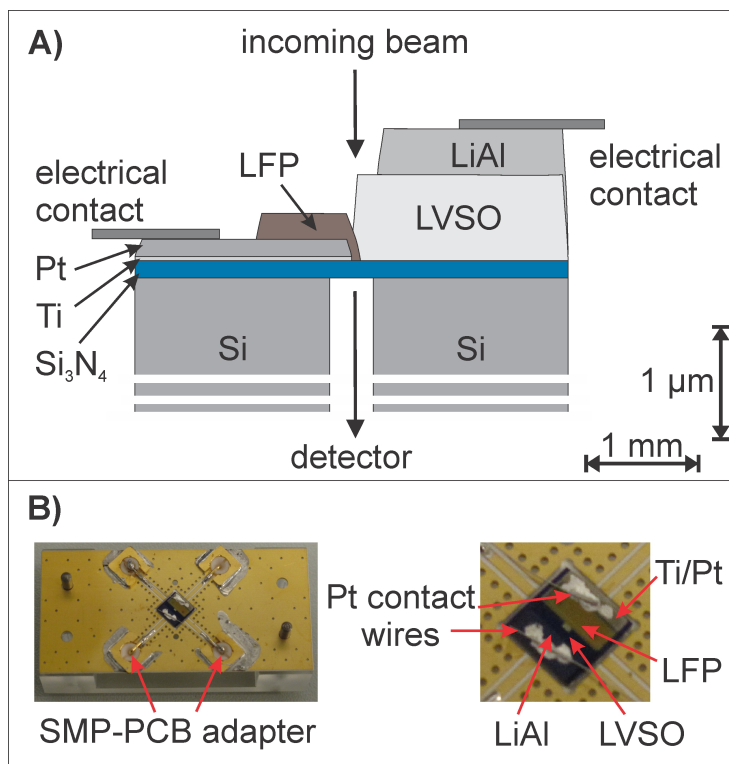 A)
incoming beam
electrical
contact
LFP
LiAl
electrical
contact
LVSO
Pt
Ti
Si₃N₄
Si
Si
1 µm
1 mm
detector
B)
Pt contact
wires
Ti/Pt
LFP
SMP-PCB adapter
LiAl
LVSO